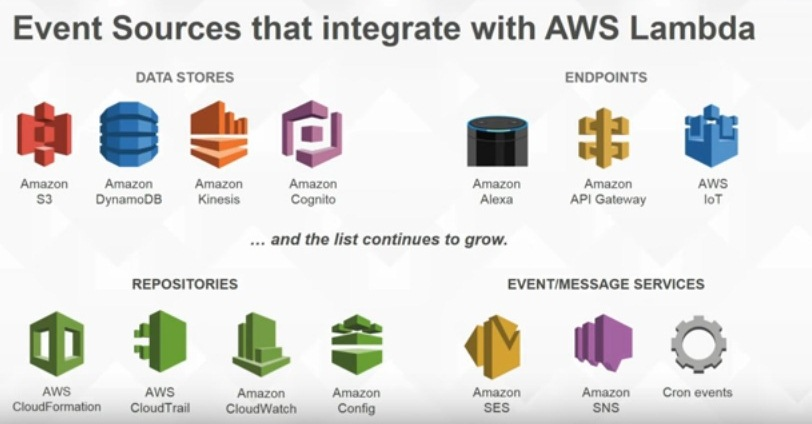 Event Sources that integrate with AWS Lambda
DATA STORES
Amazon
S3
Amazon
DynamoDB
Amazon
Kinesis
Amazon
Cognito
ENDPOINTS
Amazon
Alexa
Amazon
API Gateway
AWS
IoT
… and the list continues to grow.
REPOSITORIES
AWS
CloudFormation
AWS
CloudTrail
Amazon
CloudWatch
Amazon
Config
EVENT/MESSAGE SERVICES
Amazon
SES
Amazon
SNS
Cron events